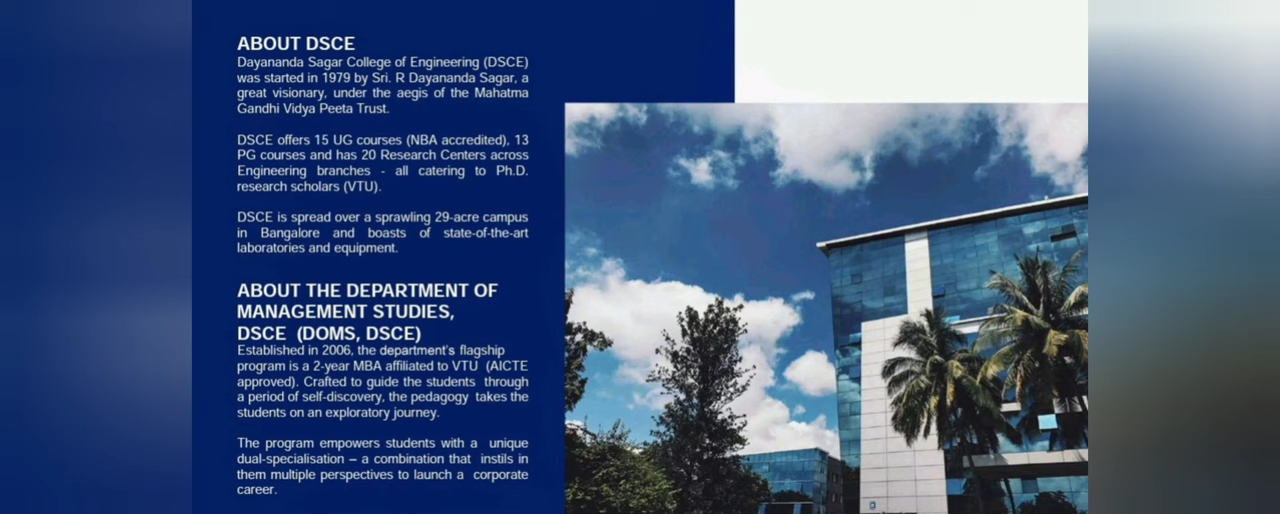 ABOUT DSCE
Dayananda Sagar College of Engineering (DSCE)
was started in 1979 by Sri. R Dayananda Sagar, a
great visionary, under the aegis of the Mahatma
Gandhi Vidya Peeta Trust.
DSCE offers 15 UG courses (NBA accredited), 13
PG courses and has 20 Research Centers across
Engineering branches - all catering to Ph.D.
research scholars (VTU).
DSCE is spread over a sprawling 29-acre campus
in Bangalore and boasts of state-of-the-art
laboratories and equipment.
ABOUT THE DEPARTMENT OF
MANAGEMENT STUDIES,
DSCE (DOMS, DSCE)
Established in 2006, the department's flagship
program is a 2-year MBA affiliated to VTU (AICTE
approved). Crafted to guide the students through
a period of self-discovery, the pedagogy takes the
students on an exploratory journey.
The program empowers students with a unique
dual-specialisation – a combination that instils in
them multiple perspectives to launch a corporate
career.